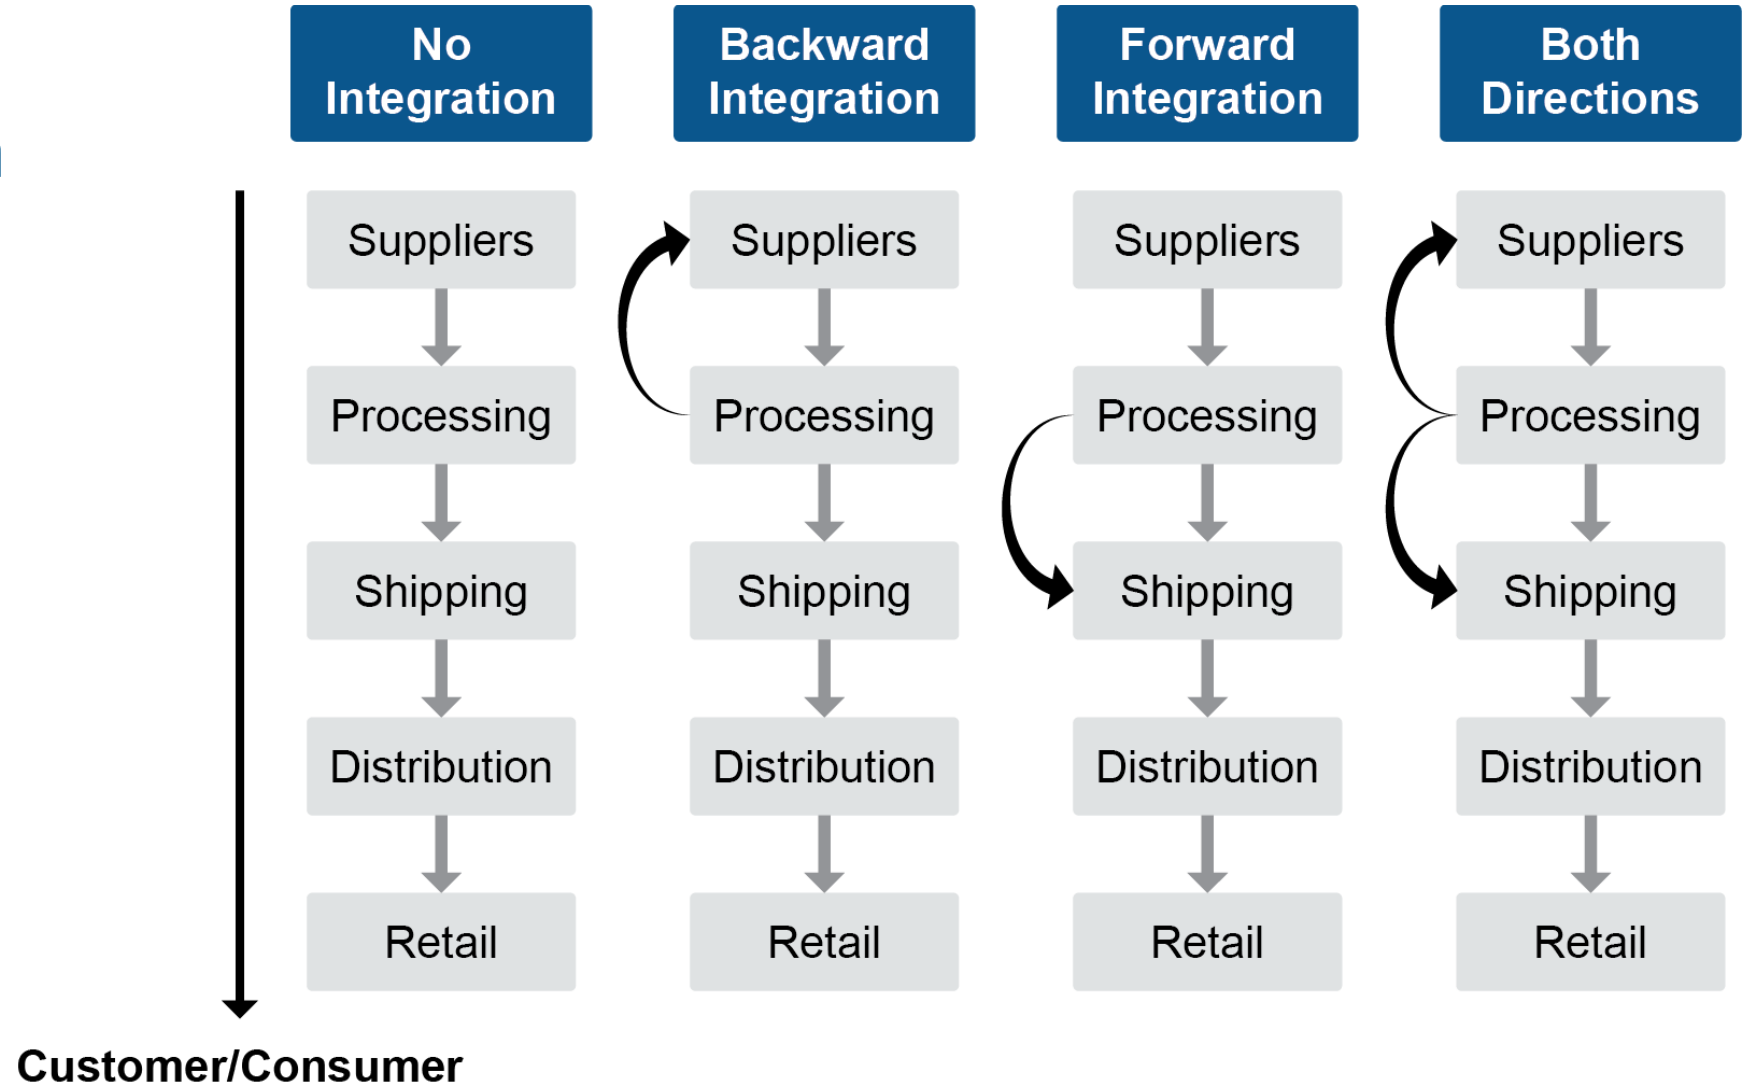 No
Integration
Backward
Integration
Forward
Integration
Both
Directions
Suppliers
Suppliers
Suppliers
Suppliers
Processing
Processing
Processing
Processing
Shipping
Shipping
Shipping
Shipping
Distribution
Distribution
Distribution
Distribution
Retail
Retail
Retail
Retail
Customer/Consumer